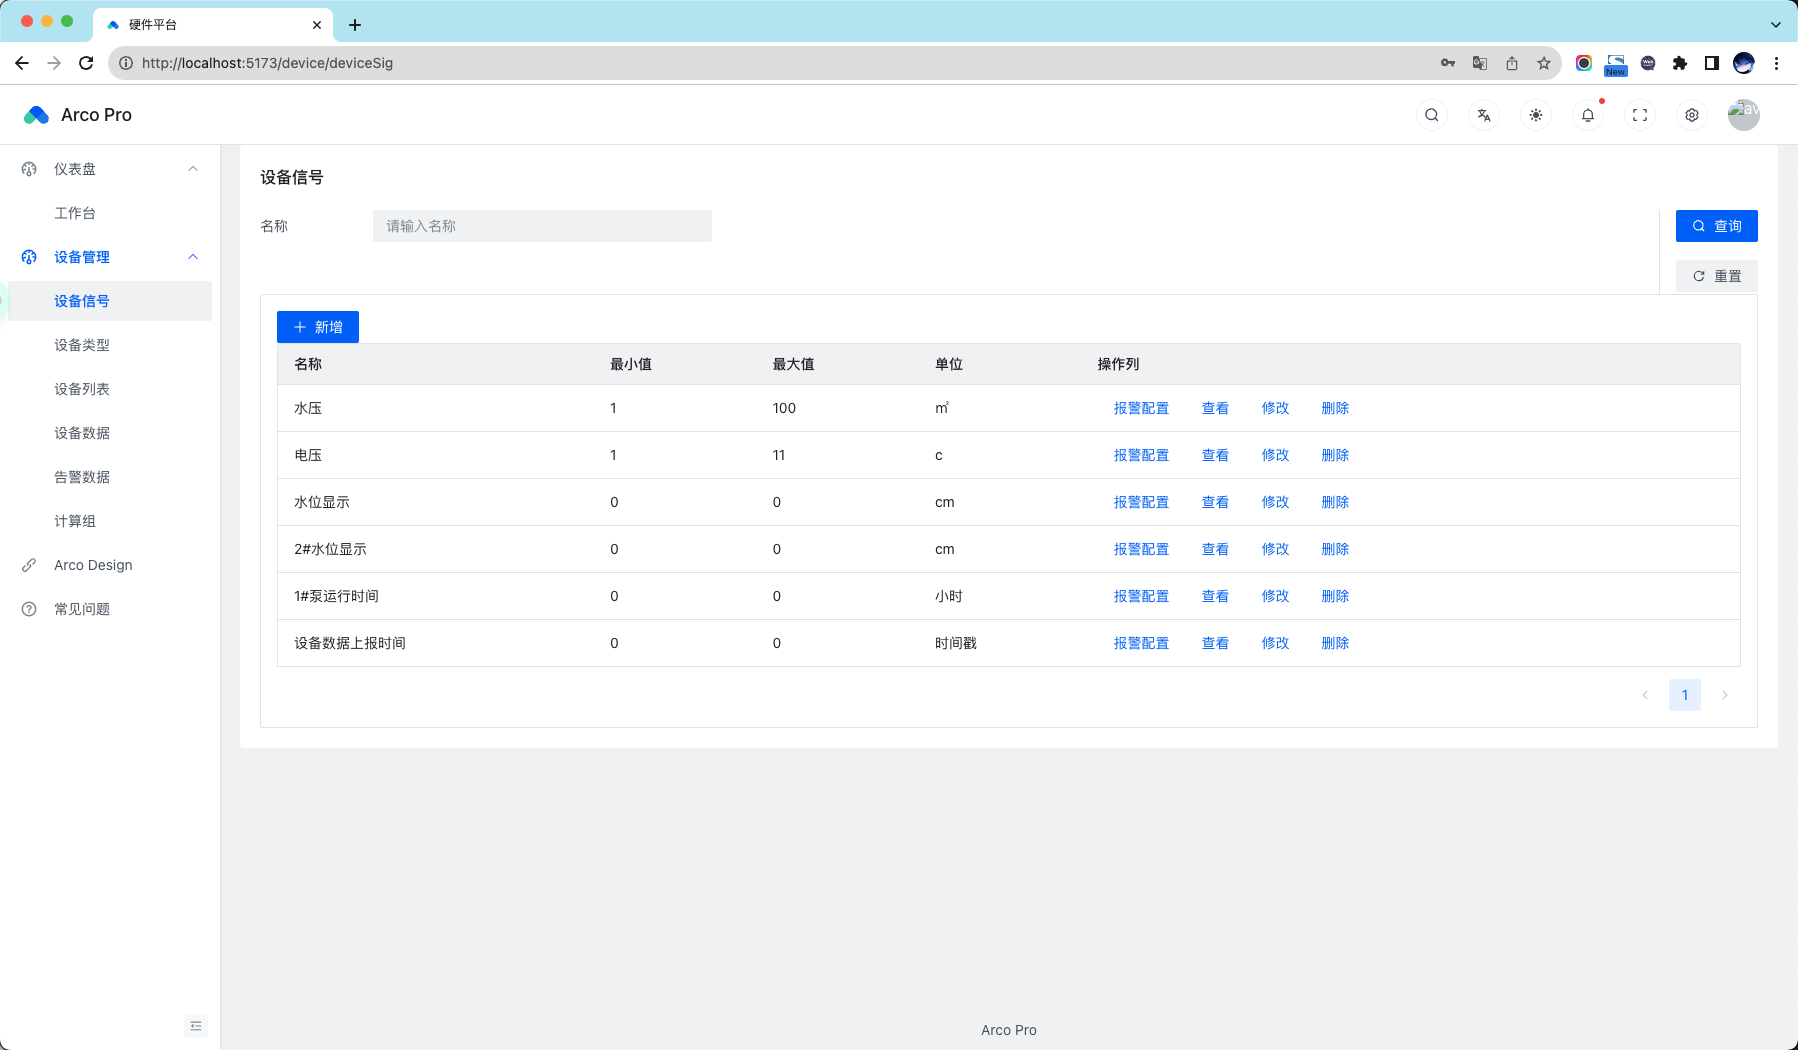 硬件平台
http://localhost:5173/device/deviceSig
New
Arco Pro
av
仪表盘
工作台
设备管理
设备信号
设备类型
设备列表
设备数据
告警数据
计算组
Arco Design
常见问题
设备信号
名称 请输入名称 查询
重置
新增
名称 最小值 最大值 单位 操作列
水压 1 100 ㎡ 报警配置 查看 修改 删除
电压 1 11 c 报警配置 查看 修改 删除
水位显示 0 0 cm 报警配置 查看 修改 删除
2#水位显示 0 0 cm 报警配置 查看 修改 删除
1#泵运行时间 0 0 小时 报警配置 查看 修改 删除
设备数据上报时间 0 0 时间戳 报警配置 查看 修改 删除
1
Arco Pro